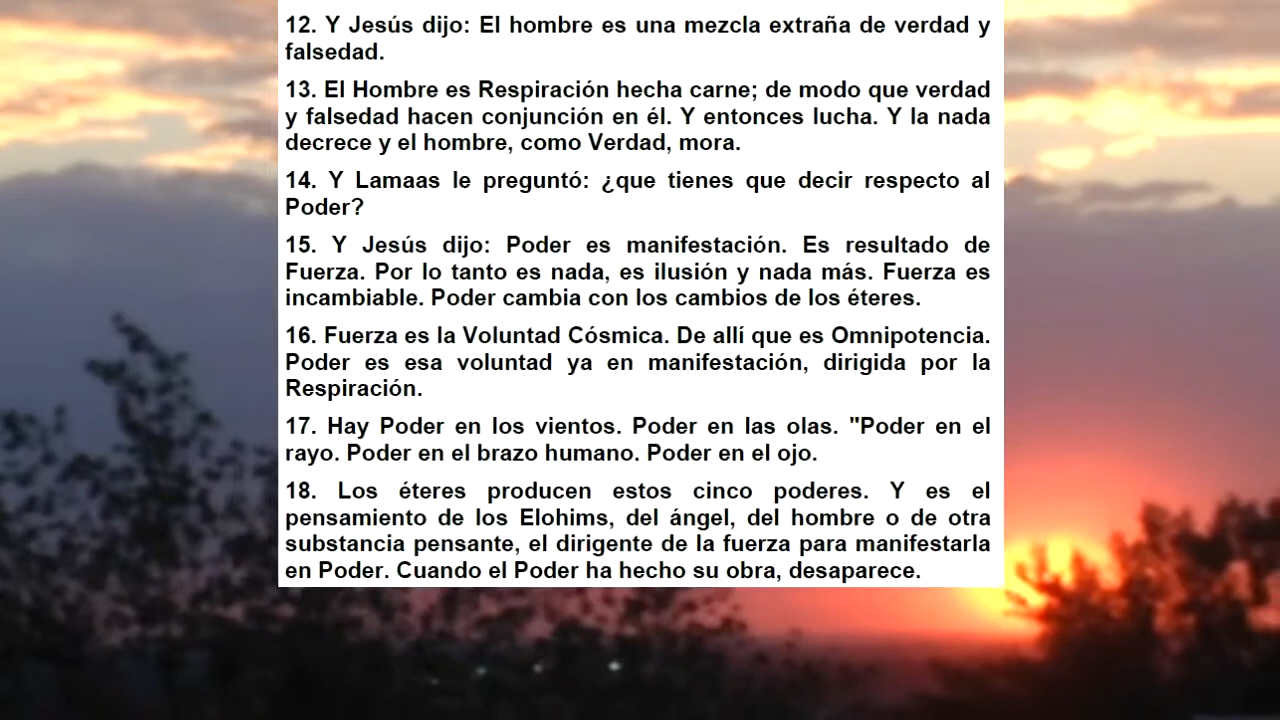 12. Y Jesús dijo: El hombre es una mezcla extraña de verdad y
falsedad.
13. El Hombre es Respiración hecha carne; de modo que verdad
y falsedad hacen conjunción en él. Y entonces lucha. Y la nada
decrece y el hombre, como Verdad, mora.
14. Y Lamaas le preguntó: ¿que tienes que decir respecto al
Poder?
15. Y Jesús dijo: Poder es manifestación. Es resultado de
Fuerza. Por lo tanto es nada, es ilusión y nada más. Fuerza es
incambiable. Poder cambia con los cambios de los éteres.
16. Fuerza es la Voluntad Cósmica. De allí que es Omnipotencia.
Poder es esa voluntad ya en manifestación, dirigida por la
Respiración.
17. Hay Poder en los vientos. Poder en las olas. "Poder en el
rayo. Poder en el brazo humano. Poder en el ojo.
18. Los éteres producen estos cinco poderes. Y es el
pensamiento de los Elohims, del ángel, del hombre o de otra
substancia pensante, el dirigente de la fuerza para manifestarla
en Poder. Cuando el Poder ha hecho su obra, desaparece.